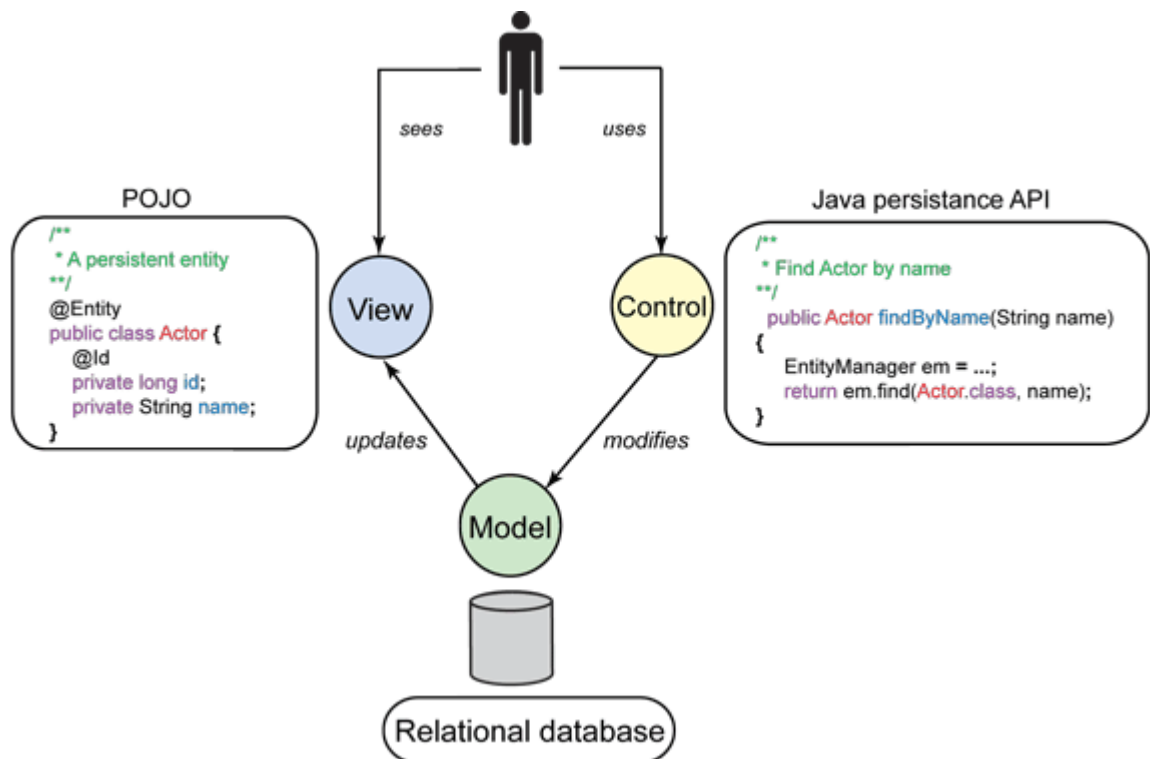 sees
uses
POJO
/**
* A persistent entity
**/
@Entity
public class Actor {
@Id
private long id;
private String name;
}
Java persistance API
/**
* Find Actor by name
**/
public Actor findByName(String name)
{
EntityManager em = ...;
return em.find(Actor.class, name);
}
View
Control
updates
modifies
Model
Relational database